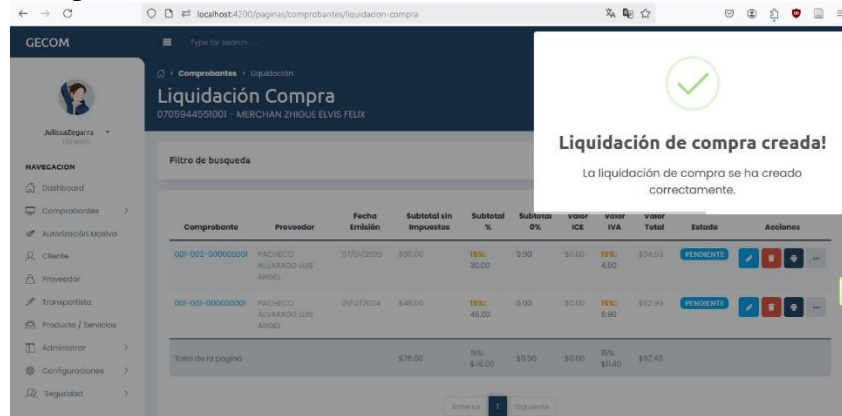 localhost:4200/paginas/comprobantes/liquidacion-compra
GECOM
Type for search ...
JulissaZegarra
USUARIO
NAVEGACION
Dashboard
Comprobantes
Autorización Masiva
Cliente
Proveedor
Transportista
Producto / Servicios
Administrar
Configuraciones
Seguridad
Comprobantes > Liquidación
Liquidación Compra
0705944551001 - MERCHAN ZHIGUE ELVIS FELIX
Filtro de busqueda
Liquidación de compra creada!
La liquidación de compra se ha creado
correctamente.
Comprobante Proveedor Fecha Emisión Subtotal sin Impuestos Subtotal % Subtotal 0% Valor ICE Valor IVA Valor Total Estado Acciones
001-002-000000001 PACHECO ALVARADO LUIS ANGEL 07/01/2025 $30.00 15%: 30.00 0.00 $0.00 15%: 4.50 $34.50 PENDIENTE
001-001-000000001 PACHECO ALVARADO LUIS ANGEL 01/12/2024 $46.00 15%: 46.00 0.00 $0.00 15%: 6.90 $52.90 PENDIENTE
Total de la pagina $76.00 15%: $76.00 $0.00 $0.00 15%: $11.40 $87.40
Anterior 1 Siguiente